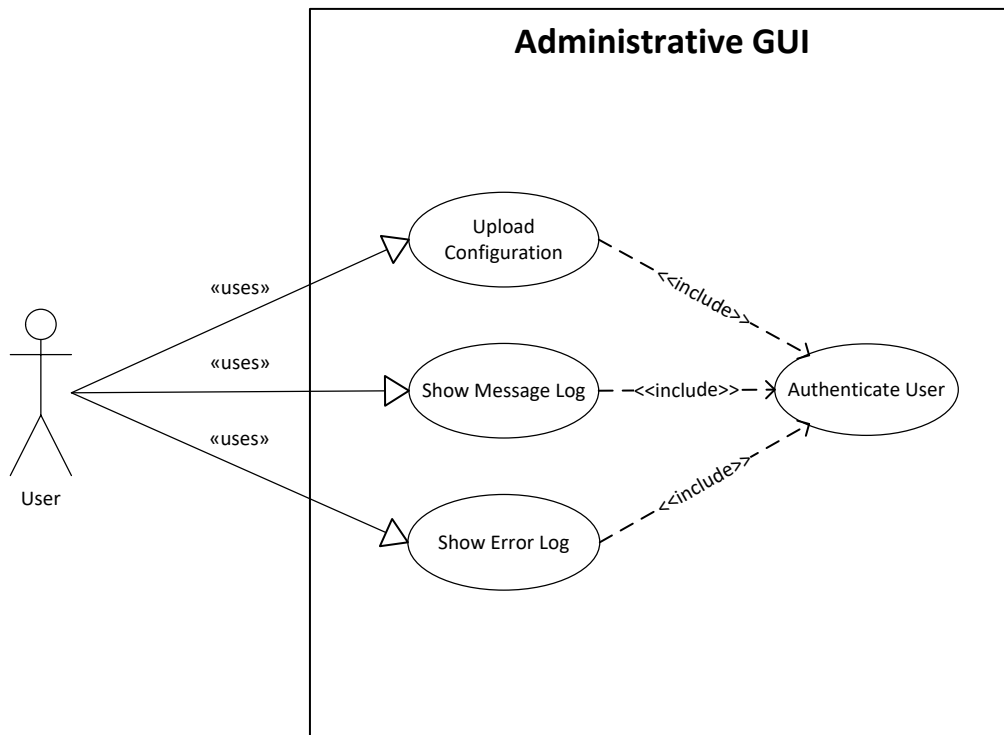 Administrative GUI
Upload
Configuration
«uses»
<<include>>
«uses»
Show Message Log
<<include>>
Authenticate User
«uses»
<<include>>
User
Show Error Log